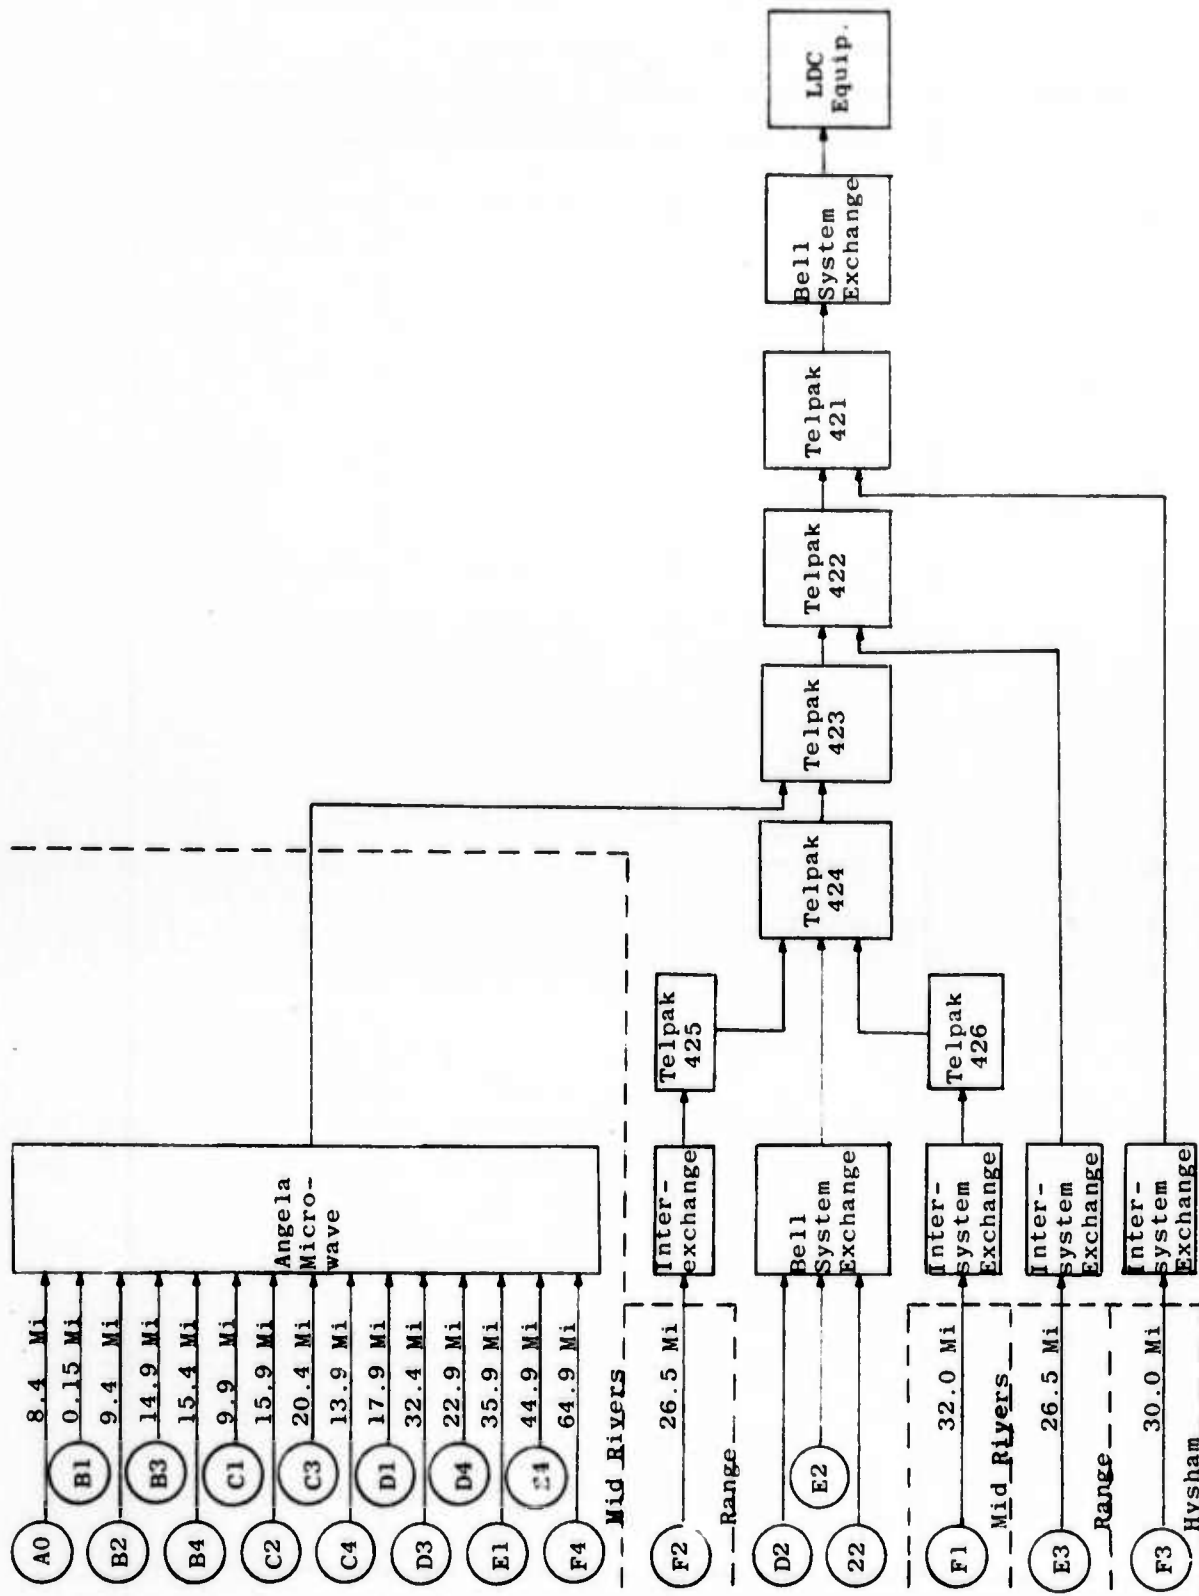 A0 8.4 Mi
B1 0.15 Mi
B2 9.4 Mi
B3 14.9 Mi
B4 15.4 Mi
C1 9.9 Mi
C2 15.9 Mi
C3 20.4 Mi
C4 13.9 Mi
D1 17.9 Mi
D3 32.4 Mi
D4 22.9 Mi
E1 35.9 Mi
E4 44.9 Mi
F4 64.9 Mi
Angela
Micro-
wave
Mid Rivers
F2 26.5 Mi
Range
Inter-
exchange
Telpak
425
D2
E2
22
Bell
System
Exchange
Telpak
424
Telpak
423
Telpak
422
Telpak
421
Bell
System
Exchange
LDC
Equip.
F1 32.0 Mi
Mid Rivers
Inter-
system
Exchange
Telpak
426
E3 26.5 Mi
Range
Inter-
system
Exchange
F3 30.0 Mi
Hysham
Inter-
system
Exchange